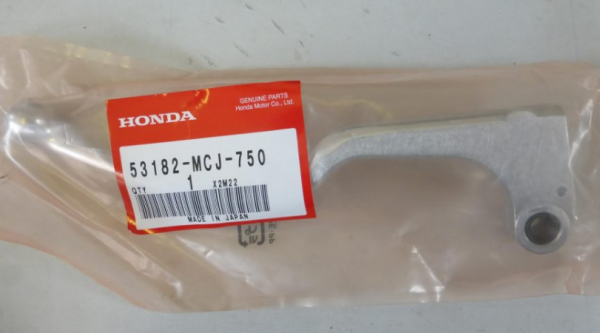 GENUINE PARTS
HONDA Honda Motor Co., Ltd.
53182-MCJ-750
QTY 1 X2M22
MADE IN JAPAN